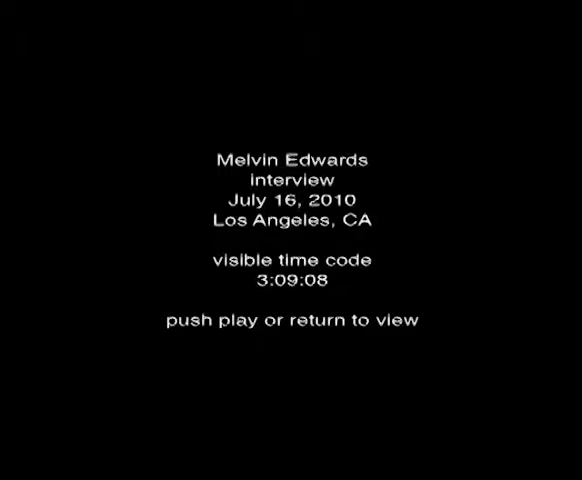 Melvin Edwards
interview
July 16, 2010
Los Angeles, CA
visible time code
3:09:08
push play or return to view